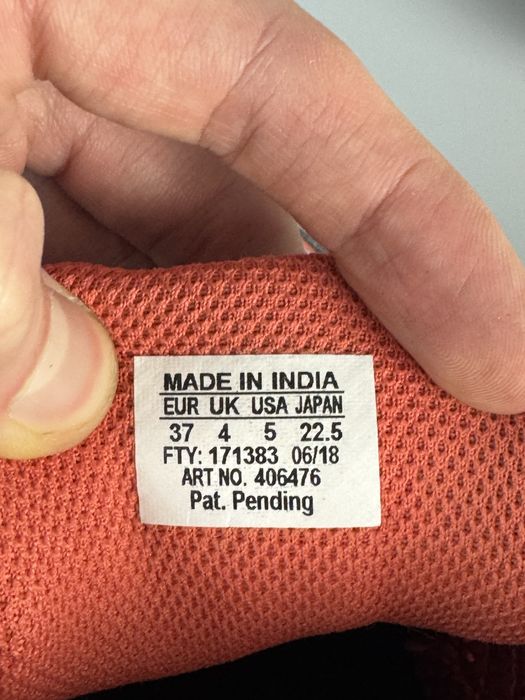 MADE IN INDIA
EUR UK USA JAPAN
37 4 5 22.5
FTY: 171383 06/18
ART NO. 406476
Pat. Pending